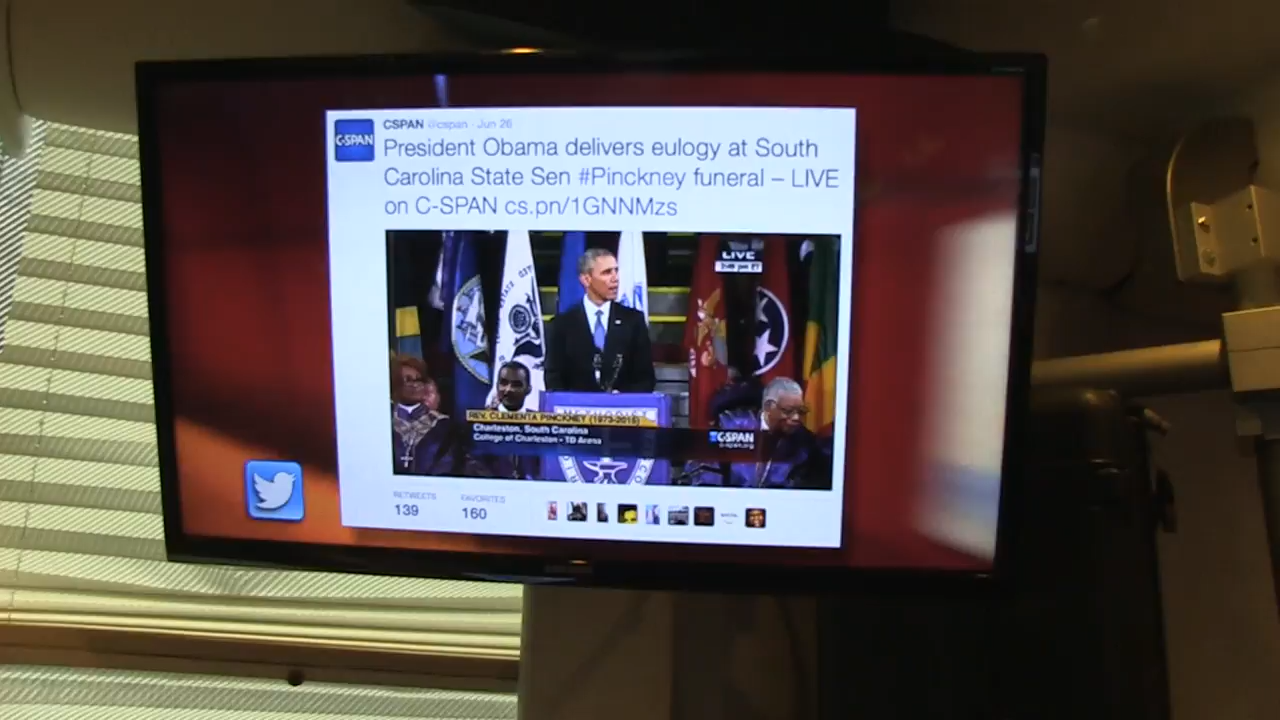 CSPAN @cspan · Jun 26
C-SPAN
President Obama delivers eulogy at South
Carolina State Sen #Pinckney funeral – LIVE
on C-SPAN cs.pn/1GNNMzs
LIVE
REV. CLEMENTA PINCKNEY (1973-2015)
Charleston, South Carolina
College of Charleston - TD Arena
C-SPAN
c-span.org
RETWEETS
139
FAVORITES
160